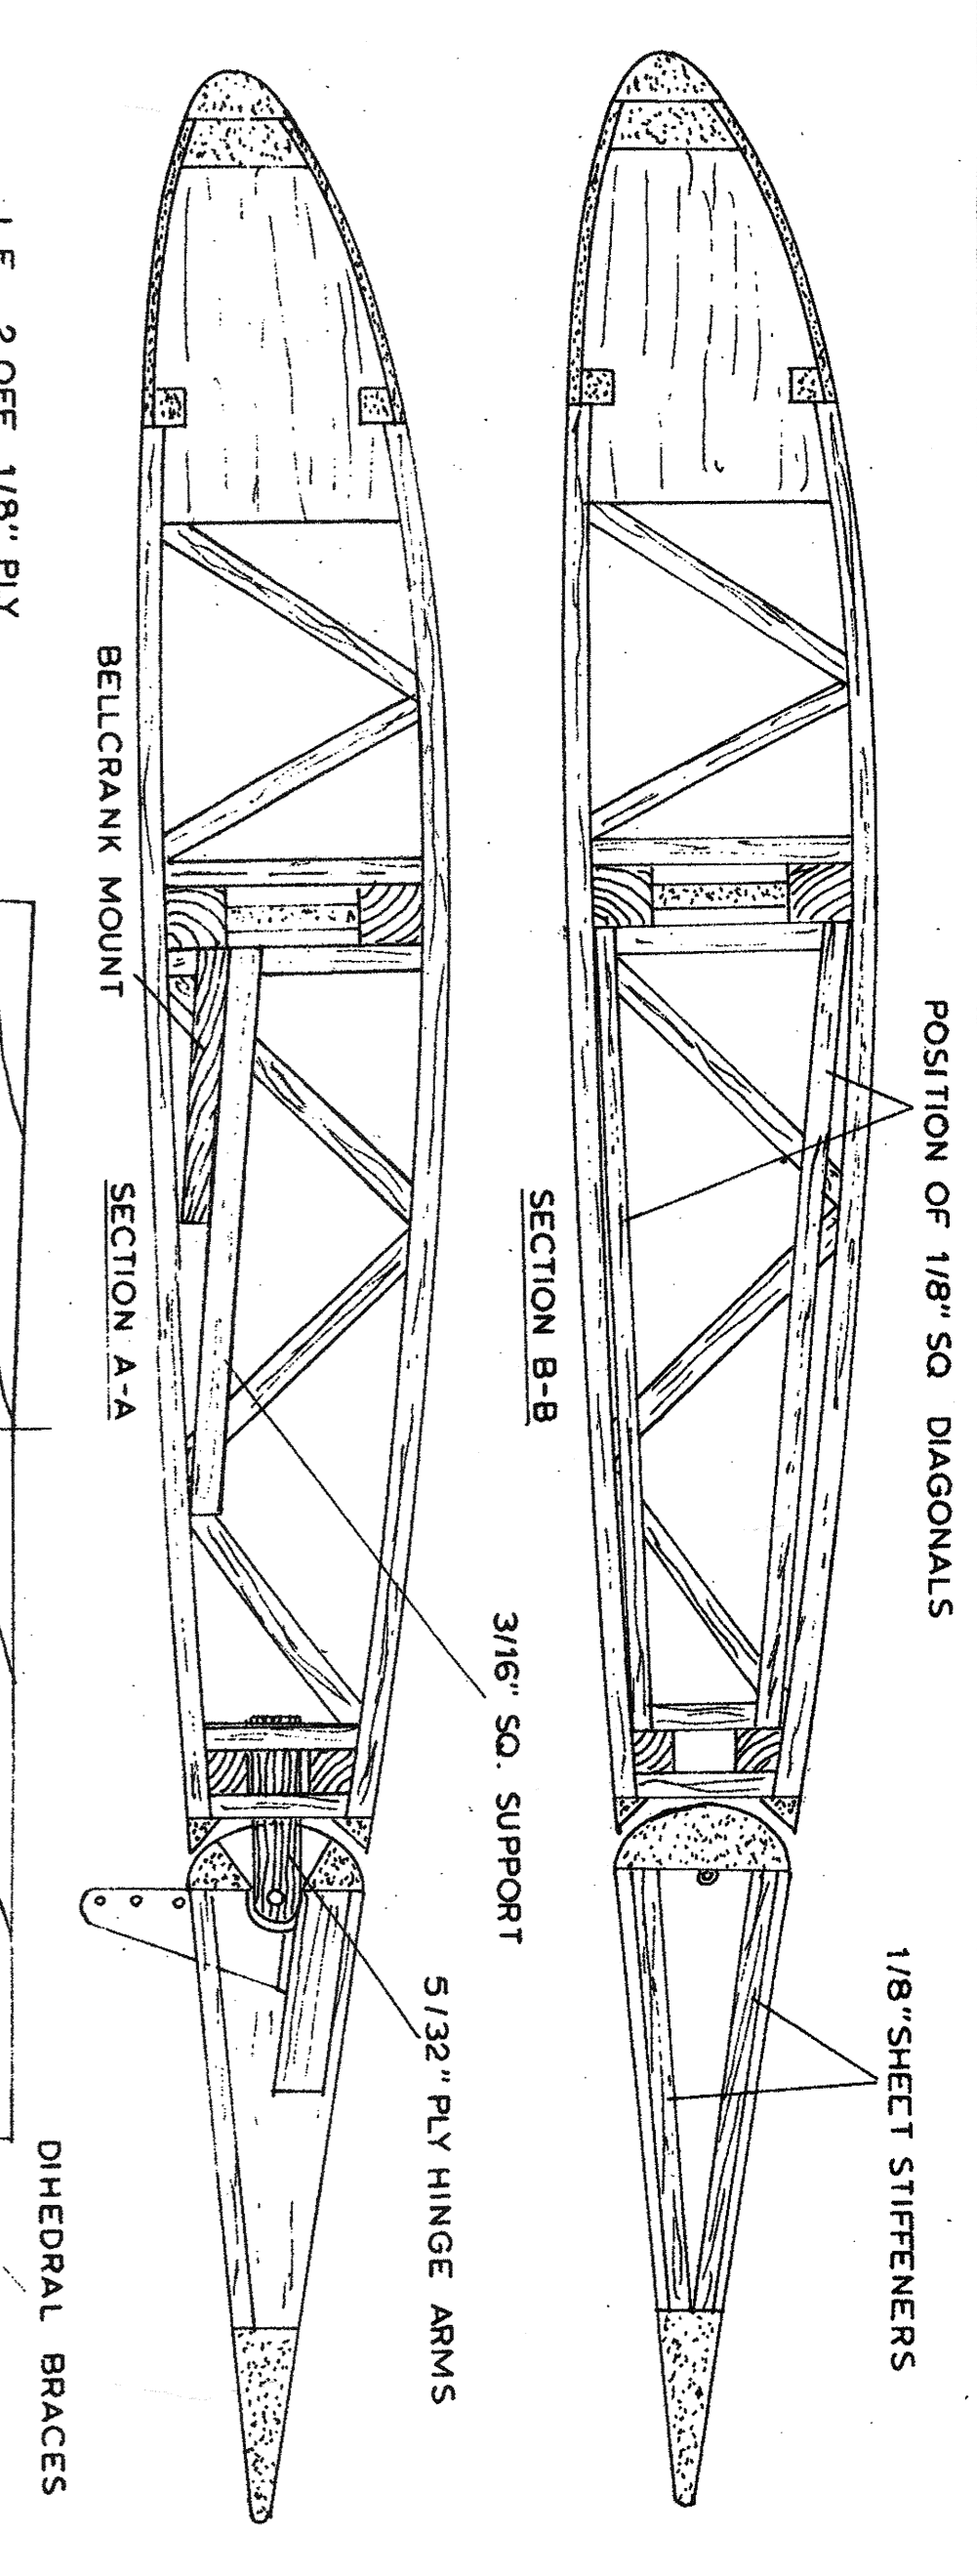 POSITION OF 1/8" SQ DIAGONALS
1/8" SHEET STIFFENERS
SECTION B-B
3/16" SQ. SUPPORT
5/32" PLY HINGE ARMS
BELLCRANK MOUNT
SECTION A-A
2 OFF 1/8" PLY
DIHEDRAL BRACES